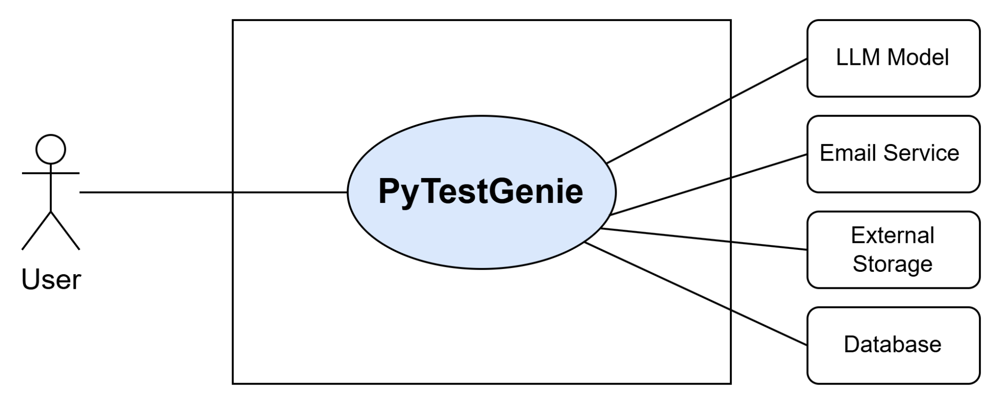 User
PyTestGenie
LLM Model
Email Service
External
Storage
Database